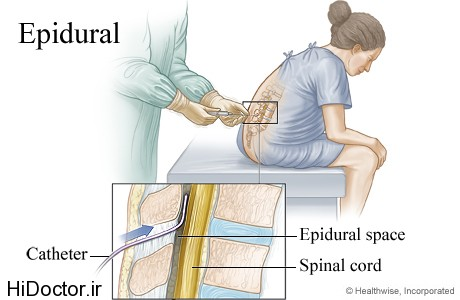 Epidural
Epidural space
Catheter
Spinal cord
HiDoctor.ir
© Healthwise, Incorporated